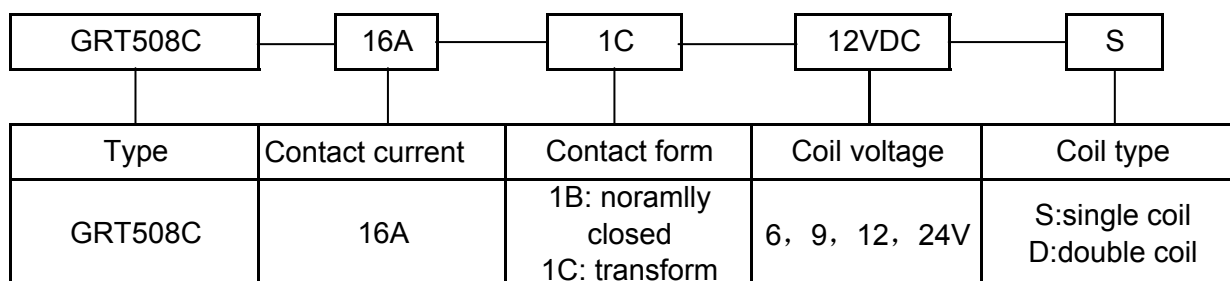 GRT508C 16A 1C 12VDC S
Type Contact current Contact form Coil voltage Coil type
GRT508C 16A 1B: noramlly closed 1C: transform 6，9，12，24V S:single coil D:double coil